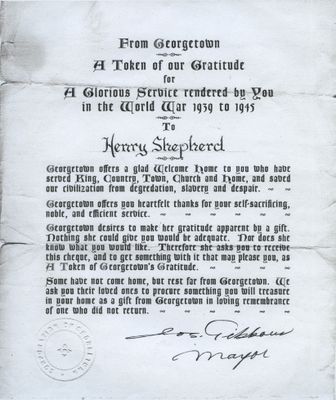 From Georgetown
A Token of our Gratitude
for
A Glorious Service rendered by You
in the World War 1939 to 1945
To
Henry Shepherd
Georgetown offers a glad Welcome Home to you who have
served King, Country, Town, Church and Home, and saved
our civilization from degredation, slavery and despair. ~ ~
Georgetown offers you heartfelt thanks for your self-sacrificing,
noble, and efficient service. ~ ~ ~ ~ ~ ~
Georgetown desires to make her gratitude apparent by a gift.
Nothing she could give you would be adequate. Nor does she
know what you would like. Therefore she asks you to receive
this cheque, and to get something with it that may please you, as
A Token of Georgetown's Gratitude. ~ ~ ~ ~ ~
Some have not come home, but rest far from Georgetown. We
ask you their loved ones to procure something you will treasure
in your home as a gift from Georgetown in loving remembrance
of one who did not return. ~ ~
Jos. Gibbons
Mayor